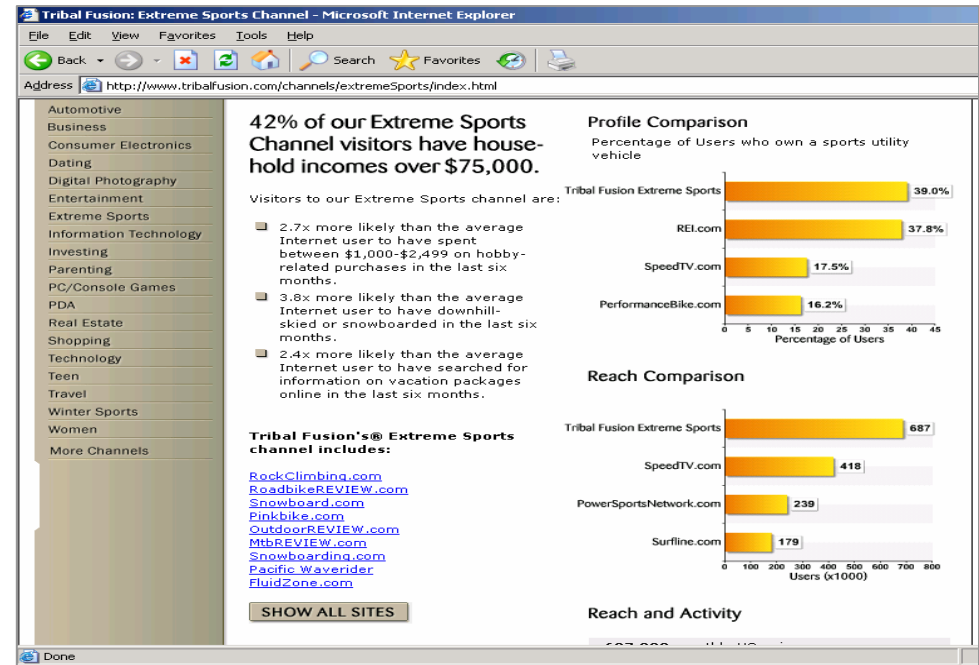 Tribal Fusion: Extreme Sports Channel - Microsoft Internet Explorer
File Edit View Favorites Tools Help
Back Search Favorites
Address http://www.tribalfusion.com/channels/extremeSports/index.html
Automotive
Business
Consumer Electronics
Dating
Digital Photography
Entertainment
Extreme Sports
Information Technology
Investing
Parenting
PC/Console Games
PDA
Real Estate
Shopping
Technology
Teen
Travel
Winter Sports
Women
More Channels
42% of our Extreme Sports
Channel visitors have house-
hold incomes over $75,000.
Visitors to our Extreme Sports channel are:
2.7x more likely than the average
Internet user to have spent
between $1,000-$2,499 on hobby-
related purchases in the last six
months.
3.8x more likely than the average
Internet user to have downhill-
skied or snowboarded in the last six
months.
2.4x more likely than the average
Internet user to have searched for
information on vacation packages
online in the last six months.
Tribal Fusion's® Extreme Sports
channel includes:
RockClimbing.com
RoadbikeREVIEW.com
Snowboard.com
Pinkbike.com
OutdoorREVIEW.com
MtbREVIEW.com
Snowboarding.com
Pacific Waverider
FluidZone.com
SHOW ALL SITES
Profile Comparison
Percentage of Users who own a sports utility
vehicle
Tribal Fusion Extreme Sports 39.0%
REI.com 37.8%
SpeedTV.com 17.5%
PerformanceBike.com 16.2%
0 5 10 15 20 25 30 35 40 45
Percentage of Users
Reach Comparison
Tribal Fusion Extreme Sports 687
SpeedTV.com 418
PowerSportsNetwork.com 239
Surfline.com 179
0 100 200 300 400 500 600 700 800
Users (x1000)
Reach and Activity
Done